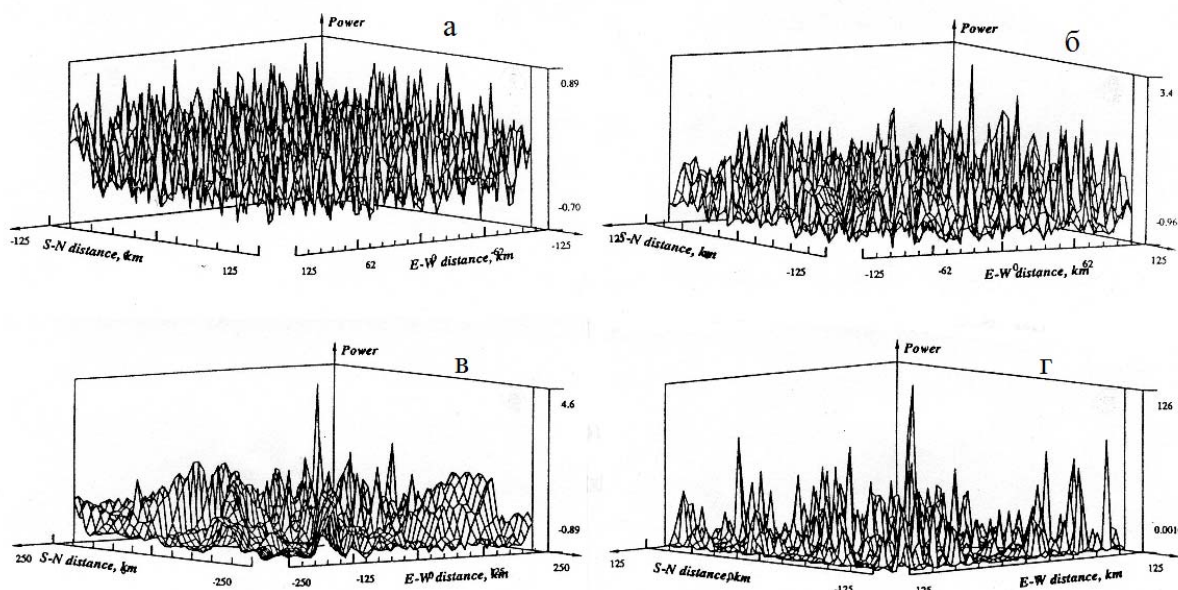 а
Power
0.89
-0.70
-125
S-N distance, km
125
125
62
E-W distance, km
-62
-125
б
Power
3.4
-0.96
S-N distance, km
-125
-125
-62
0
E-W distance, km
62
125
в
Power
4.6
-0.89
250
S-N distance, km
-250
-250
-125
E-W distance, km
125
250
г
Power
126
125
S-N distance, km
-125
-125
E-W distance, km
125